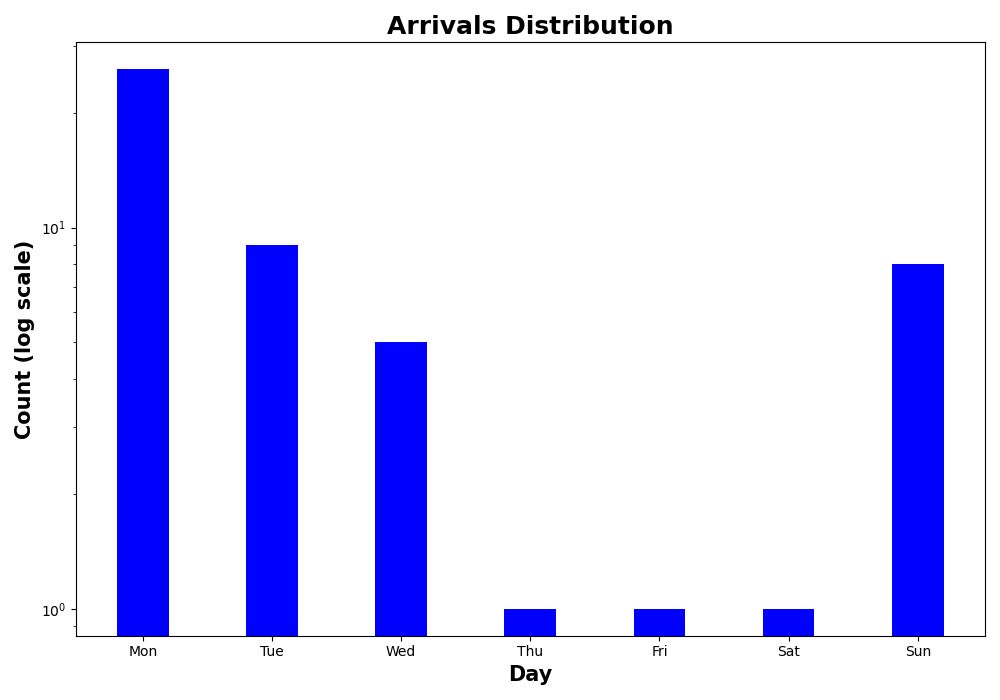 Arrivals Distribution
Count (log scale)
10¹
10⁰
Mon Tue Wed Thu Fri Sat Sun
Day